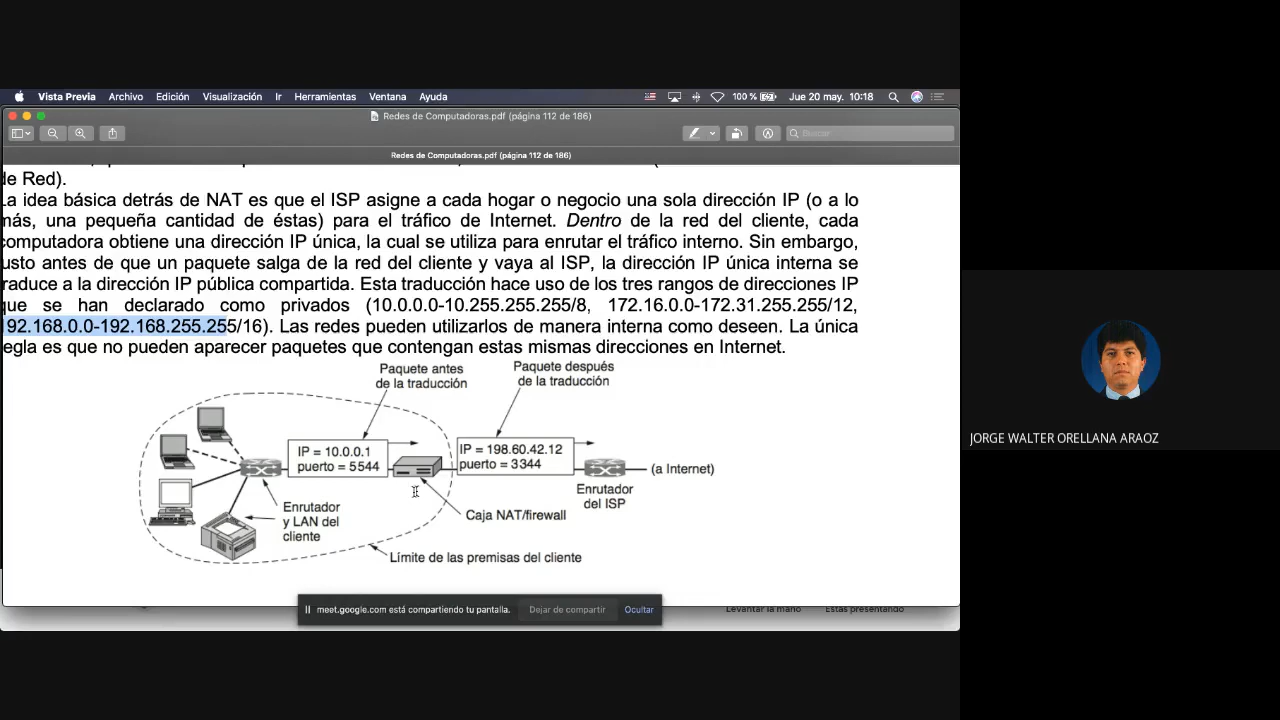 Vista Previa Archivo Edición Visualización Ir Herramientas Ventana Ayuda 100 % Jue 20 may. 10:18
Redes de Computadoras.pdf (página 112 de 186)
Buscar
Redes de Computadoras.pdf (página 112 de 186)
de Red).
La idea básica detrás de NAT es que el ISP asigne a cada hogar o negocio una sola dirección IP (o a lo
más, una pequeña cantidad de éstas) para el tráfico de Internet. Dentro de la red del cliente, cada
computadora obtiene una dirección IP única, la cual se utiliza para enrutar el tráfico interno. Sin embargo,
usto antes de que un paquete salga de la red del cliente y vaya al ISP, la dirección IP única interna se
raduce a la dirección IP pública compartida. Esta traducción hace uso de los tres rangos de direcciones IP
que se han declarado como privados (10.0.0.0-10.255.255.255/8, 172.16.0.0-172.31.255.255/12,
92.168.0.0-192.168.255.255/16). Las redes pueden utilizarlos de manera interna como deseen. La única
egla es que no pueden aparecer paquetes que contengan estas mismas direcciones en Internet.
Paquete antes
de la traducción
Paquete después
de la traducción
IP = 10.0.0.1
puerto = 5544
IP = 198.60.42.12
puerto = 3344
(a Internet)
Enrutador
del ISP
Enrutador
y LAN del
cliente
Caja NAT/firewall
Límite de las premisas del cliente
meet.google.com está compartiendo tu pantalla. Dejar de compartir Ocultar
Levantar la mano Estás presentando
JORGE WALTER ORELLANA ARAOZ